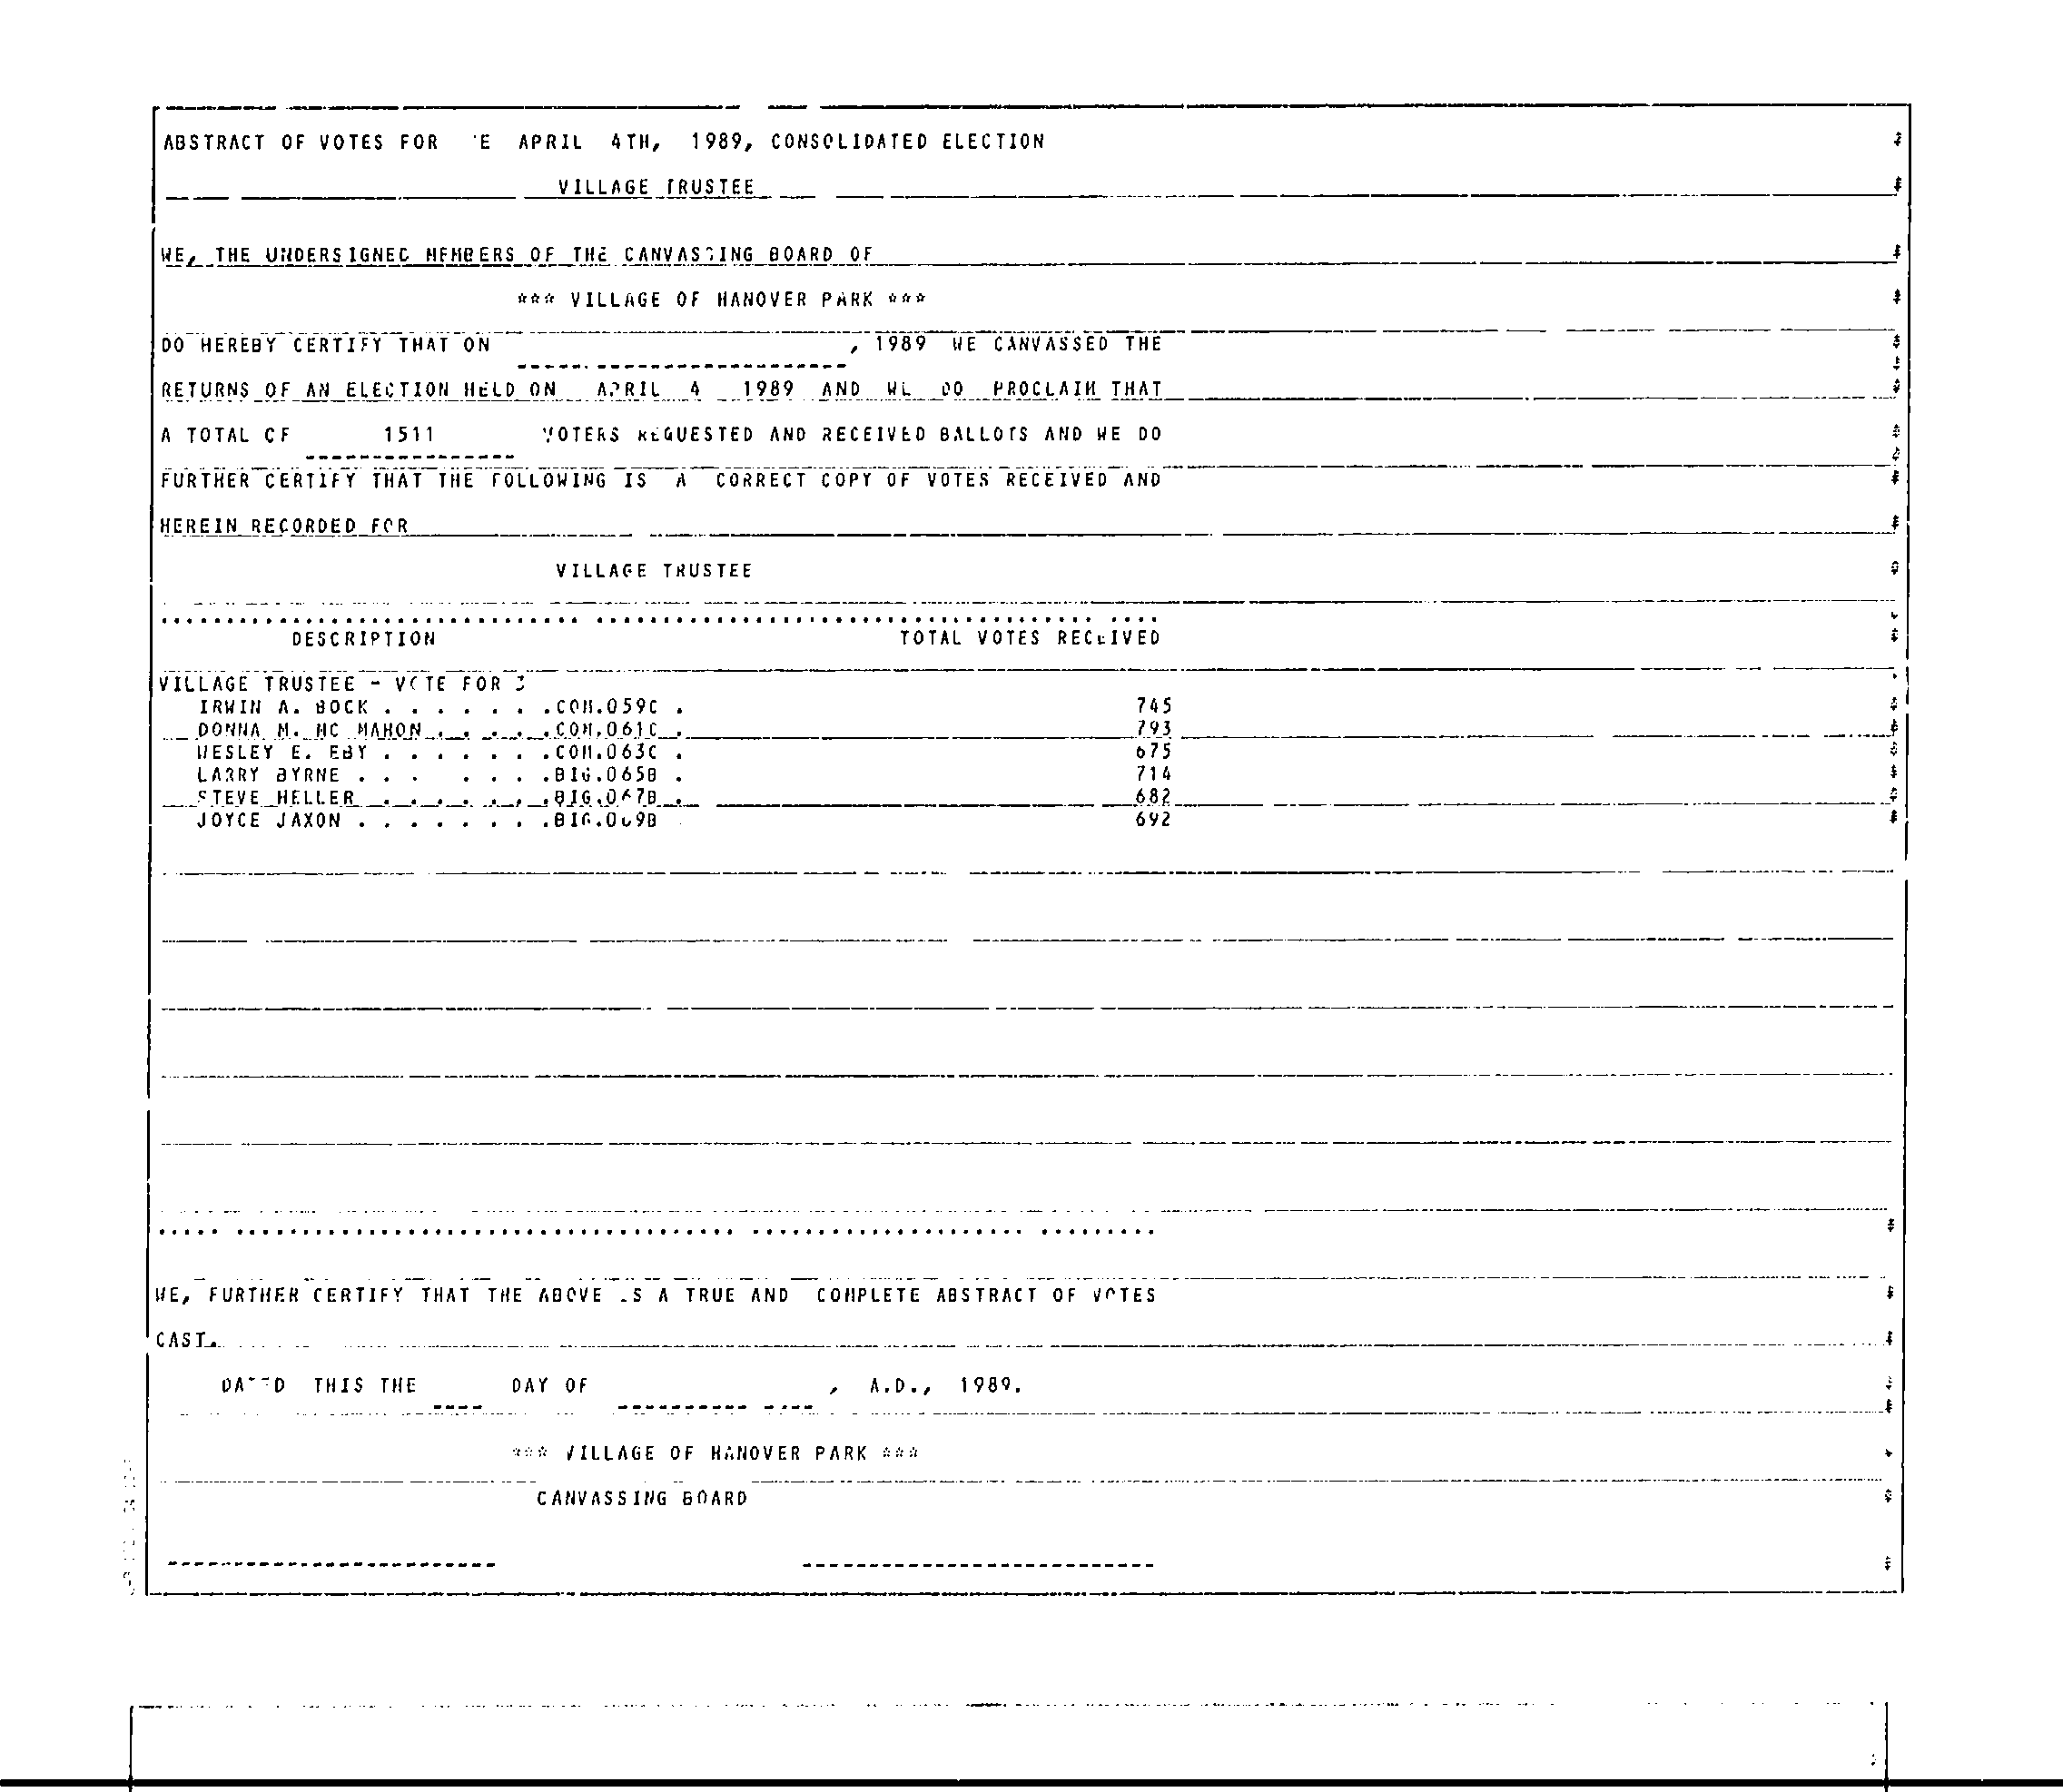 ABSTRACT OF VOTES FOR 'E APRIL 4TH, 1989, CONSOLIDATED ELECTION
VILLAGE TRUSTEE
WE, THE UNDERSIGNED MEMBERS OF THE CANVASSING BOARD OF
*** VILLAGE OF HANOVER PARK ***
DO HEREBY CERTIFY THAT ON , 1989 WE CANVASSED THE
RETURNS OF AN ELECTION HELD ON APRIL 4 1989 AND WE DO PROCLAIM THAT
A TOTAL OF 1511 VOTERS REQUESTED AND RECEIVED BALLOTS AND WE DO
FURTHER CERTIFY THAT THE FOLLOWING IS A CORRECT COPY OF VOTES RECEIVED AND
HEREIN RECORDED FOR
VILLAGE TRUSTEE
DESCRIPTION TOTAL VOTES RECEIVED
VILLAGE TRUSTEE - VOTE FOR 3
IRWIN A. BOCK . . . . . . .COM.059C . 745
DONNA M. MC MAHON . . . . .COM.061C . 793
WESLEY E. EBY . . . . . . .COM.063C . 675
LARRY BYRNE . . . . . . .BIG.065B . 714
STEVE HELLER . . . . . . .BIG.067B . 682
JOYCE JAXON . . . . . . . .BIG.069B 692
WE, FURTHER CERTIFY THAT THE ABOVE IS A TRUE AND COMPLETE ABSTRACT OF VOTES
CAST.
DATED THIS THE DAY OF , A.D., 1989.
*** VILLAGE OF HANOVER PARK ***
CANVASSING BOARD